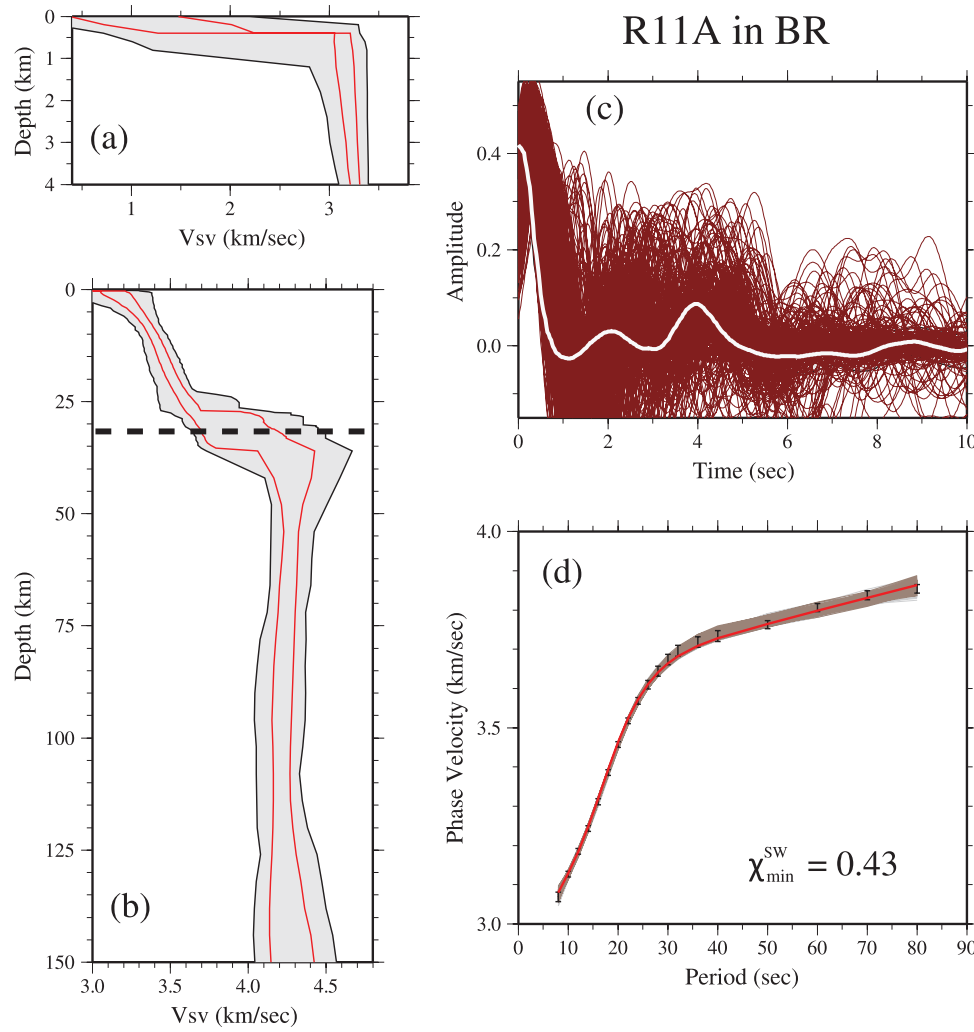 R11A in BR
0
1
2
3
4
Depth (km)
(a)
1
2
3
Vsv (km/sec)
0
25
50
75
100
125
150
Depth (km)
(b)
3.0
3.5
4.0
4.5
Vsv (km/sec)
0.4
0.2
0.0
Amplitude
(c)
0
2
4
6
8
10
Time (sec)
4.0
3.5
3.0
Phase Velocity (km/sec)
(d)
χ SW min = 0.43
0
10
20
30
40
50
60
70
80
90
Period (sec)